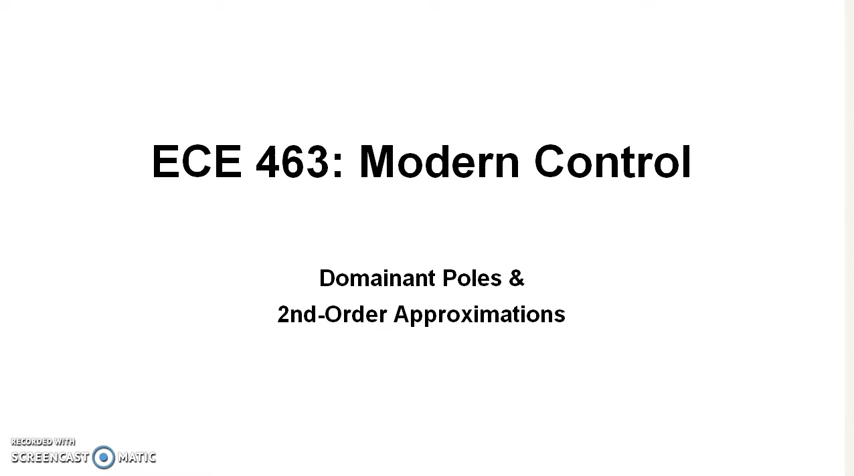 ECE 463: Modern Control
Domainant Poles &
2nd-Order Approximations
RECORDED WITH
SCREENCAST MATIC